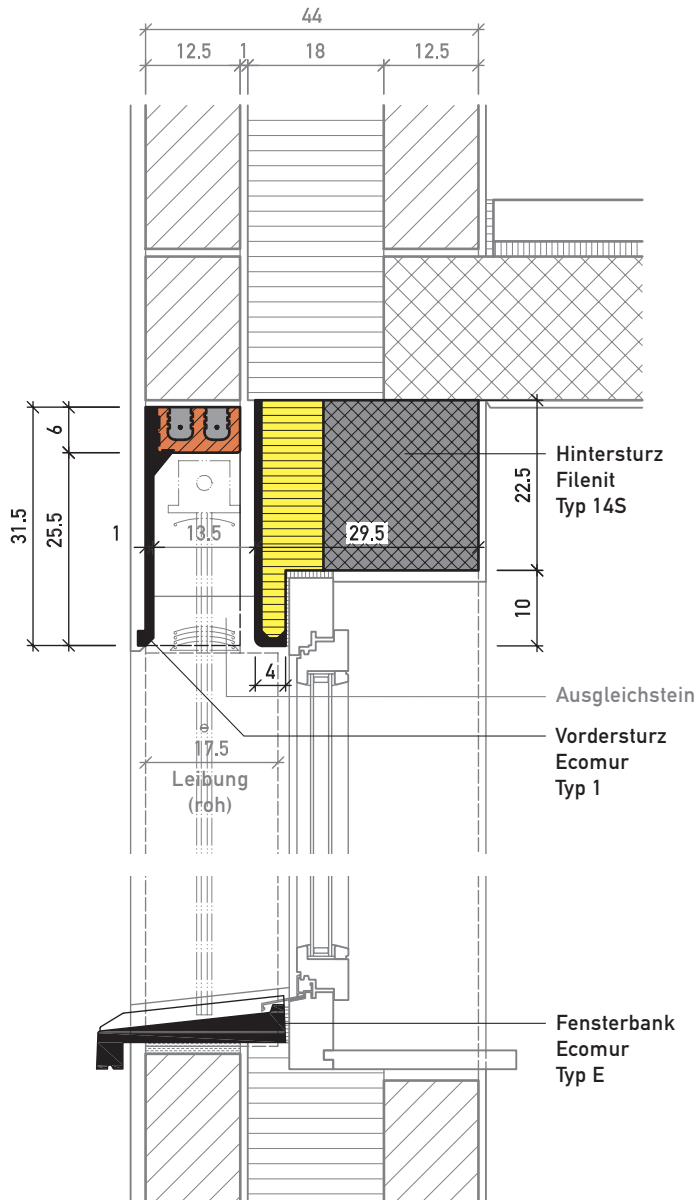 44
12.5 1 18 12.5
6
31.5
25.5
1
13.5
29.5
22.5
10
Hintersturz
Filenit
Typ 14S
4
Ausgleichstein
Vordersturz
Ecomur
Typ 1
17.5
Leibung
(roh)
Fensterbank
Ecomur
Typ E